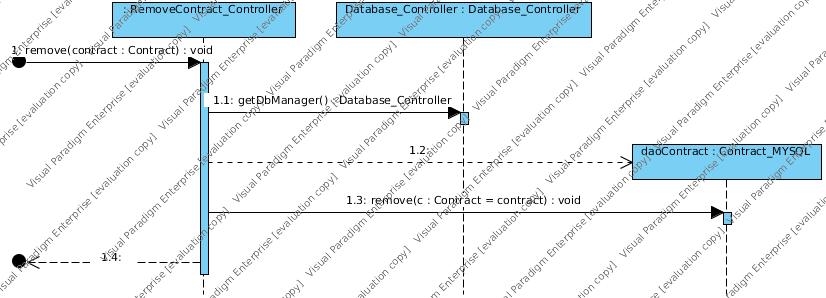 : RemoveContract_Controller
Database_Controller : Database_Controller
1: remove(contract : Contract) : void
1.1: getDbManager() : Database_Controller
1.2:
daoContract : Contract_MYSQL
1.3: remove(c : Contract = contract) : void
1.4:
Visual Paradigm Enterprise [evaluation copy]